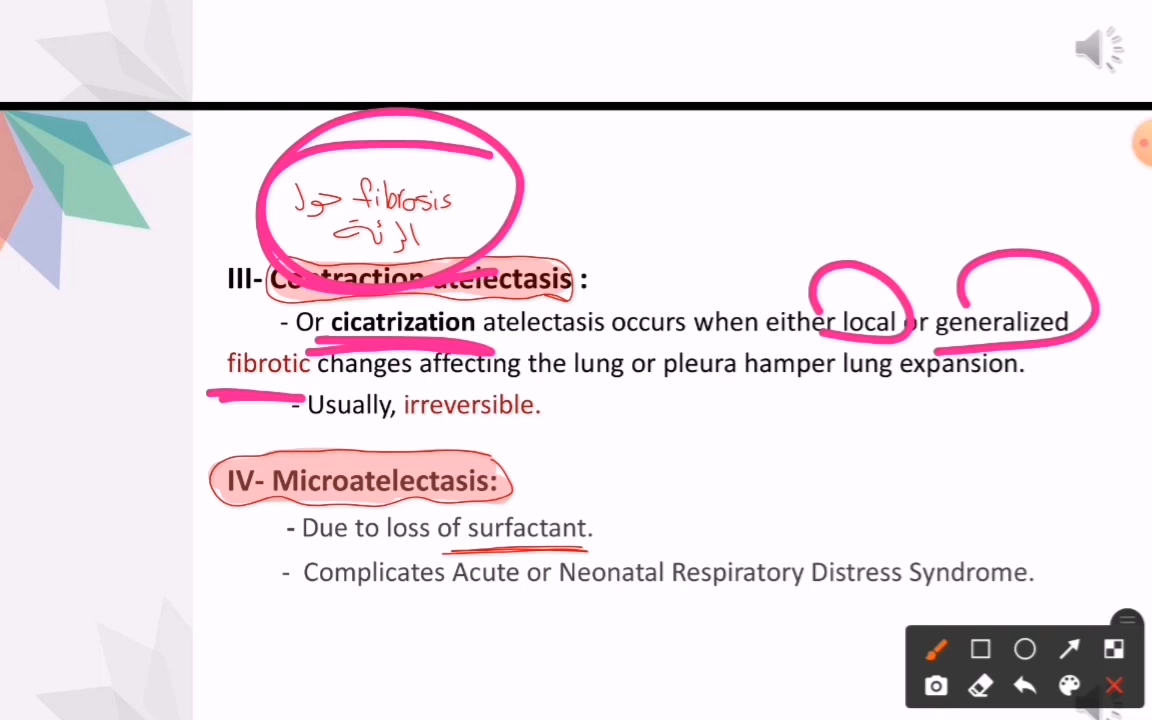 حول fibrosis
الرئة
III- Contraction atelectasis :
- Or cicatrization atelectasis occurs when either local or generalized
fibrotic changes affecting the lung or pleura hamper lung expansion.
- Usually, irreversible.
IV- Microatelectasis:
- Due to loss of surfactant.
- Complicates Acute or Neonatal Respiratory Distress Syndrome.